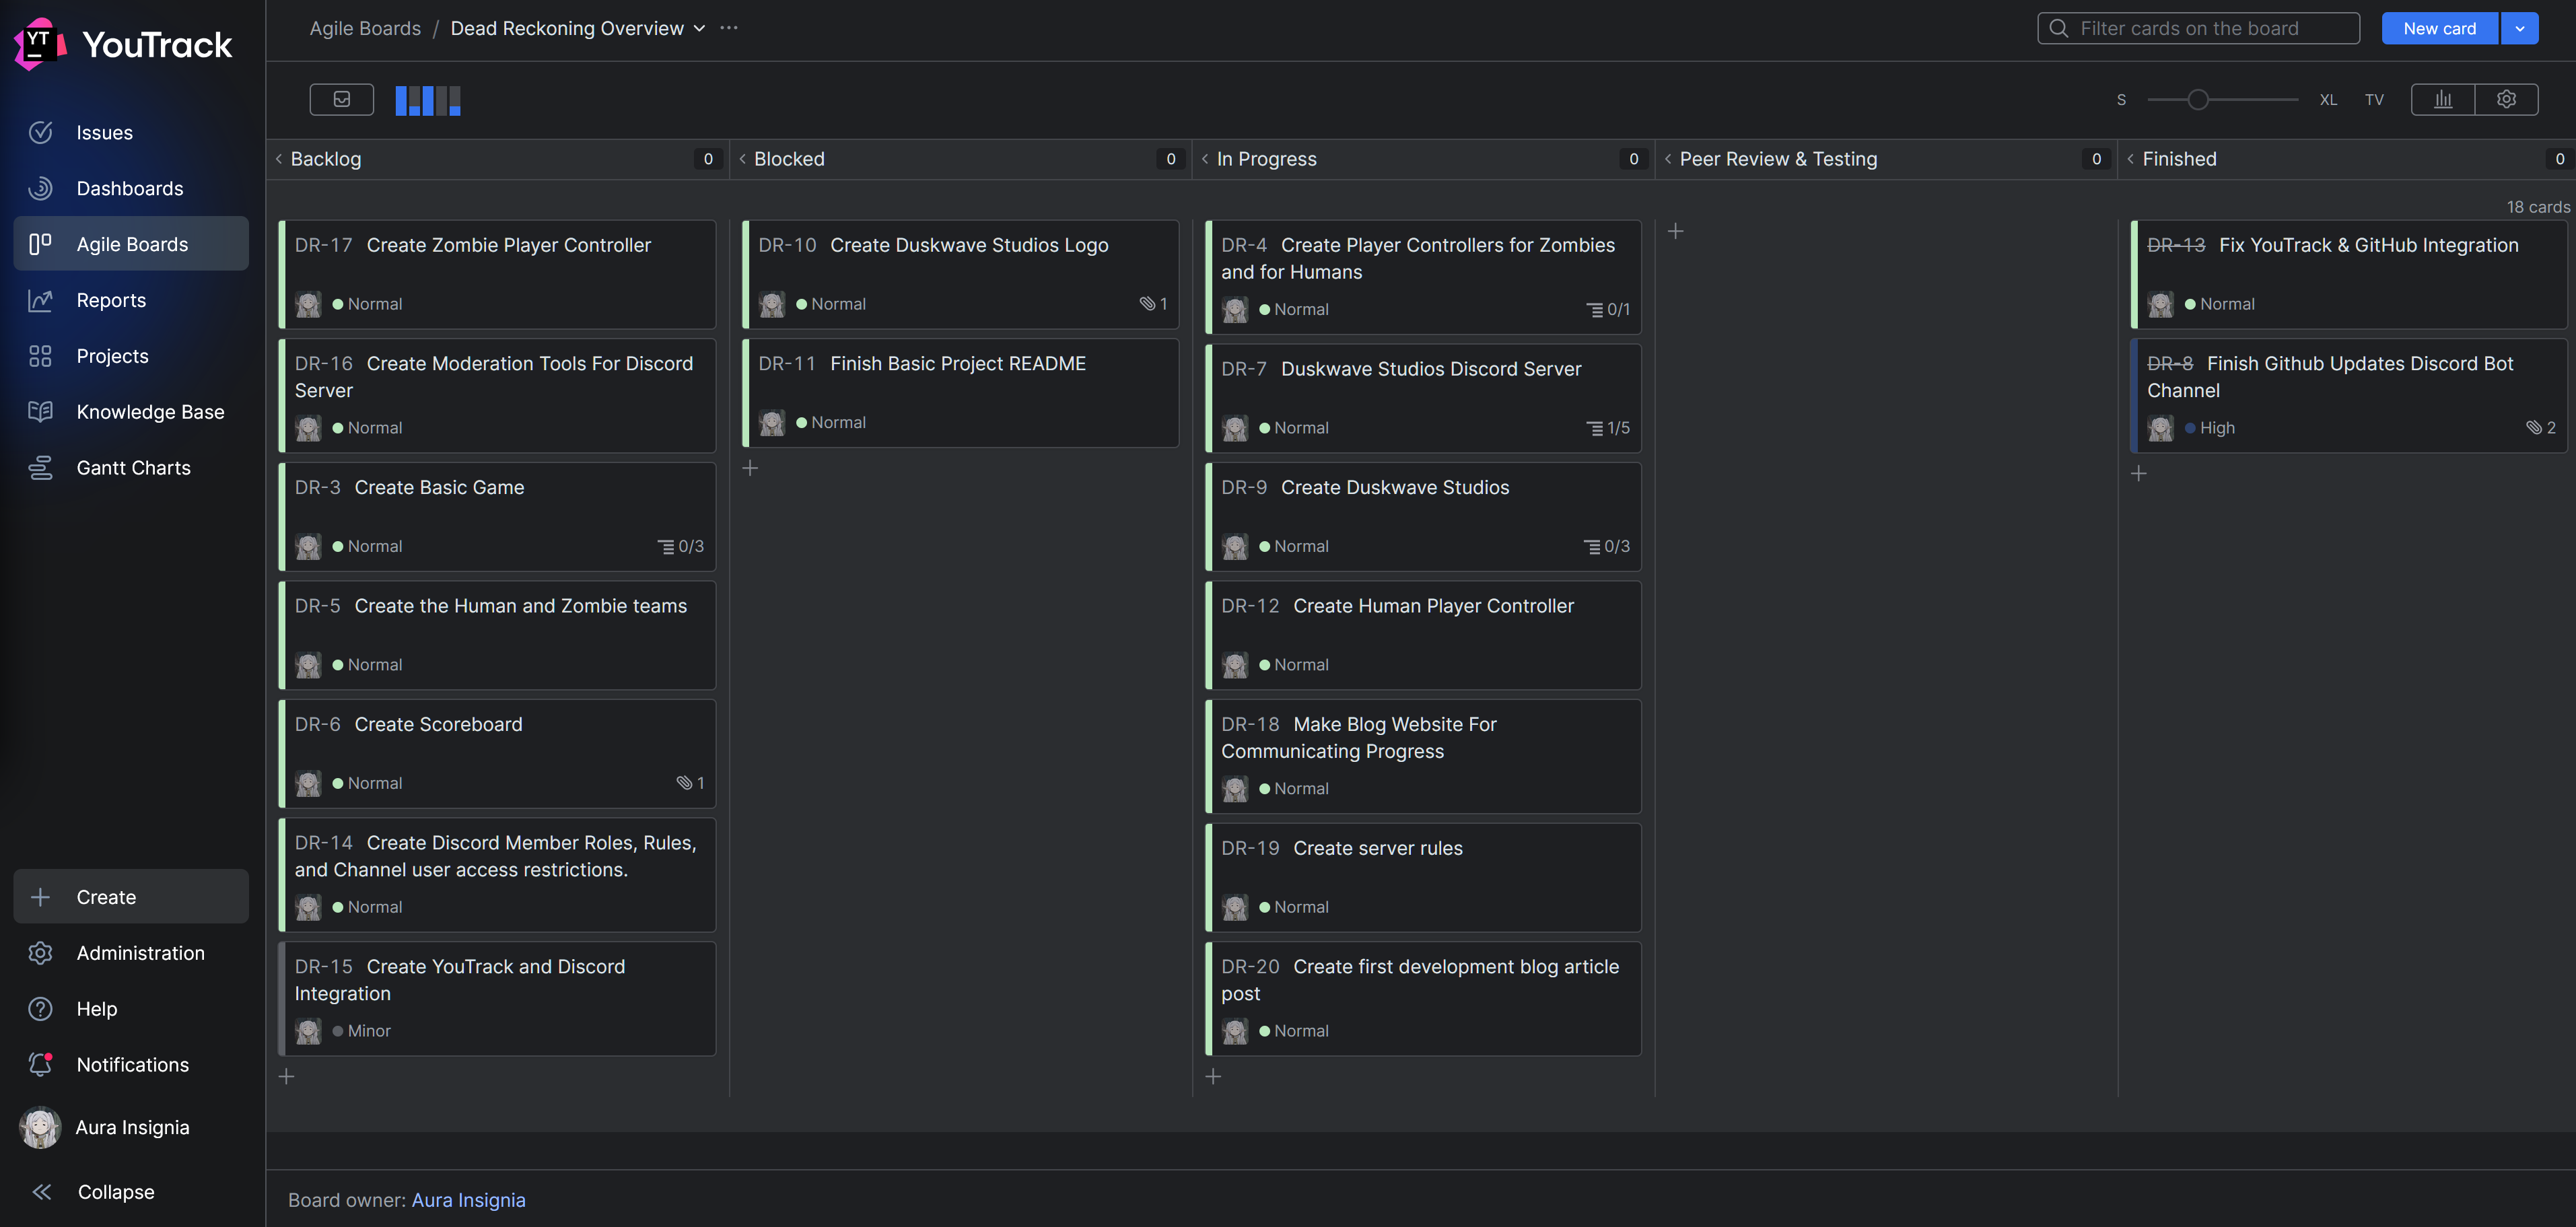 YT
YouTrack
Issues
Dashboards
Agile Boards
Reports
Projects
Knowledge Base
Gantt Charts
Create
Administration
Help
Notifications
Aura Insignia
Collapse
Agile Boards / Dead Reckoning Overview
Filter cards on the board
New card
S
XL
TV
Backlog 0
Blocked 0
In Progress 0
Peer Review & Testing 0
Finished 0
18 cards
DR-17 Create Zombie Player Controller
Normal
DR-16 Create Moderation Tools For Discord
Server
Normal
DR-3 Create Basic Game
Normal 0/3
DR-5 Create the Human and Zombie teams
Normal
DR-6 Create Scoreboard
Normal 1
DR-14 Create Discord Member Roles, Rules,
and Channel user access restrictions.
Normal
DR-15 Create YouTrack and Discord
Integration
Minor
DR-10 Create Duskwave Studios Logo
Normal 1
DR-11 Finish Basic Project README
Normal
DR-4 Create Player Controllers for Zombies
and for Humans
Normal 0/1
DR-7 Duskwave Studios Discord Server
Normal 1/5
DR-9 Create Duskwave Studios
Normal 0/3
DR-12 Create Human Player Controller
Normal
DR-18 Make Blog Website For
Communicating Progress
Normal
DR-19 Create server rules
Normal
DR-20 Create first development blog article
post
Normal
DR-13 Fix YouTrack & GitHub Integration
Normal
DR-8 Finish Github Updates Discord Bot
Channel
High 2
Board owner: Aura Insignia